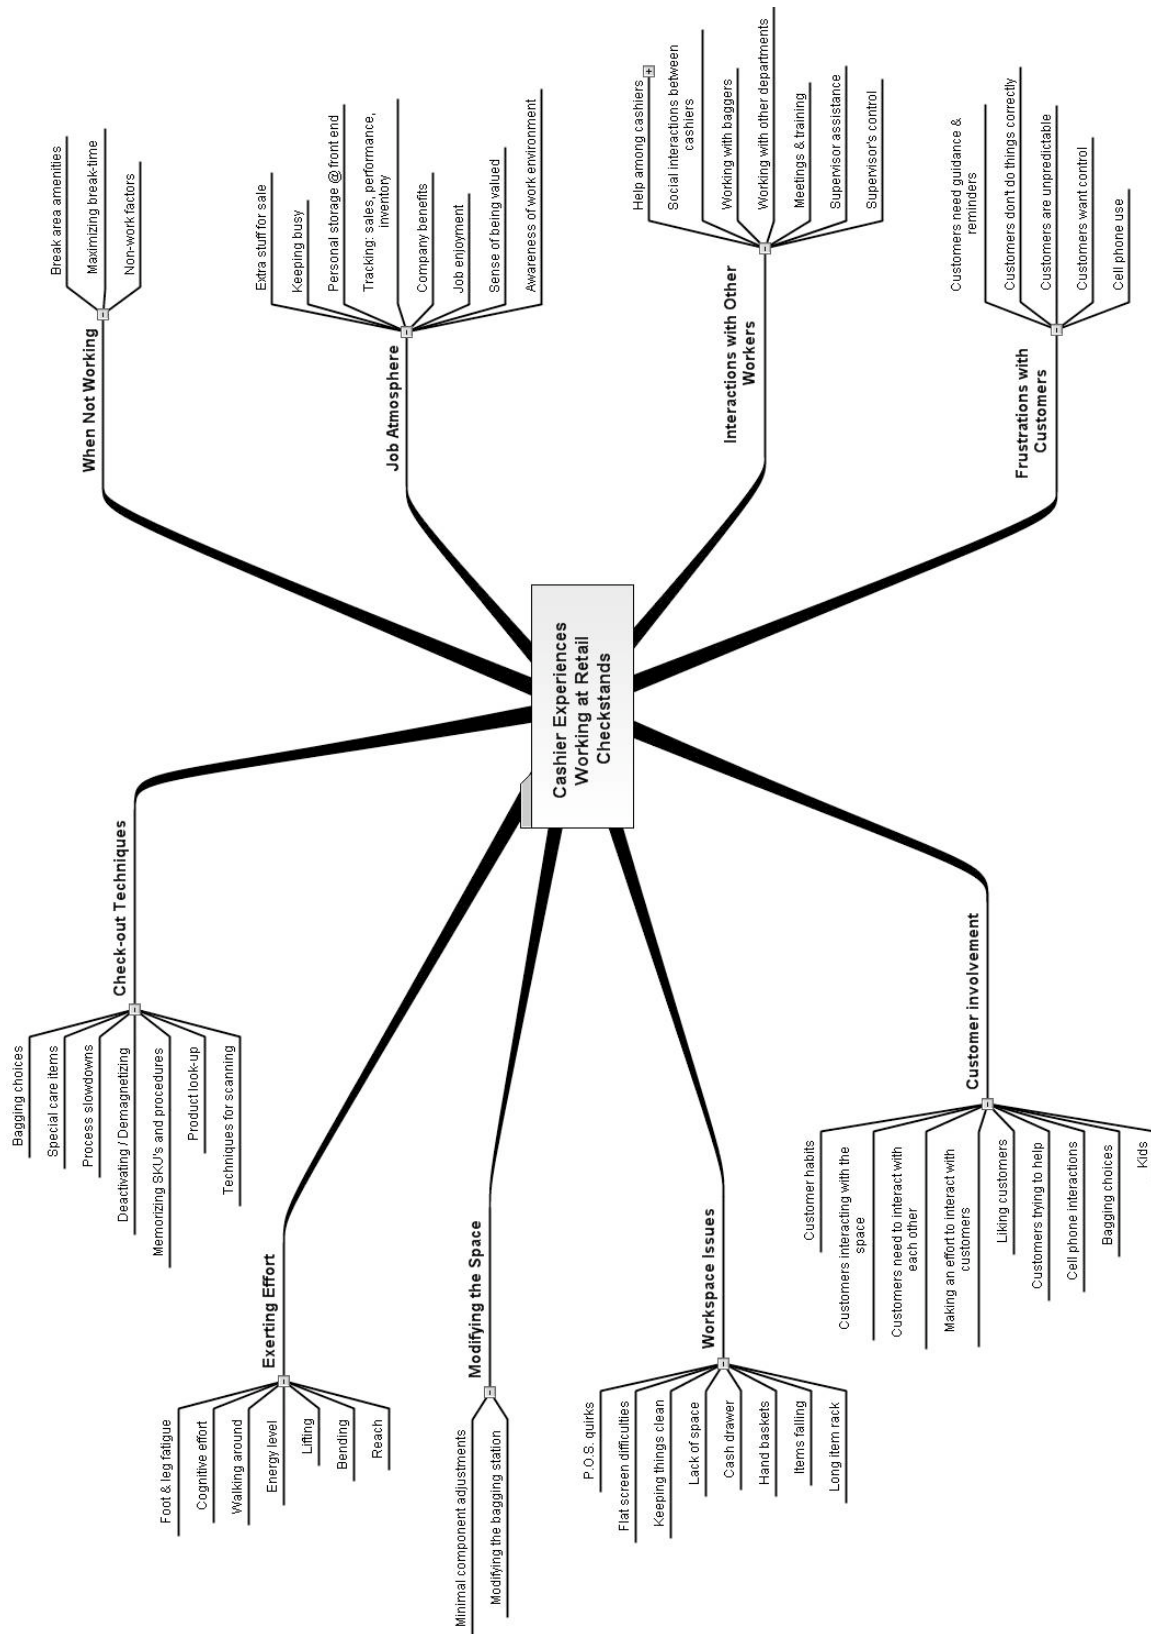 Cashier Experiences
Working at Retail
Checkstands
Check-out Techniques
Bagging choices
Special care items
Process slowdowns
Deactivating / Demagnetizing
Memorizing SKU's and procedures
Product look-up
Techniques for scanning
Exerting Effort
Foot & leg fatigue
Cognitive effort
Walking around
Energy level
Lifting
Bending
Reach
Modifying the Space
Minimal component adjustments
Modifying the bagging station
Workspace Issues
P.O.S. quirks
Flat screen difficulties
Keeping things clean
Lack of space
Cash drawer
Hand baskets
Items falling
Long item rack
Customer involvement
Customer habits
Customers interacting with the
space
Customers need to interact with
each other
Making an effort to interact with
customers
Liking customers
Customers trying to help
Cell phone interactions
Bagging choices
Kids
When Not Working
Break area amenities
Maximizing break-time
Non-work factors
Job Atmosphere
Extra stuff for sale
Keeping busy
Personal storage @ front end
Tracking: sales, performance,
inventory
Company benefits
Job enjoyment
Sense of being valued
Awareness of work environment
Interactions with Other
Workers
Help among cashiers
Social interactions between
cashiers
Working with baggers
Working with other departments
Meetings & training
Supervisor assistance
Supervisor's control
Frustrations with
Customers
Customers need guidance &
reminders
Customers don't do things correctly
Customers are unpredictable
Customers want control
Cell phone use